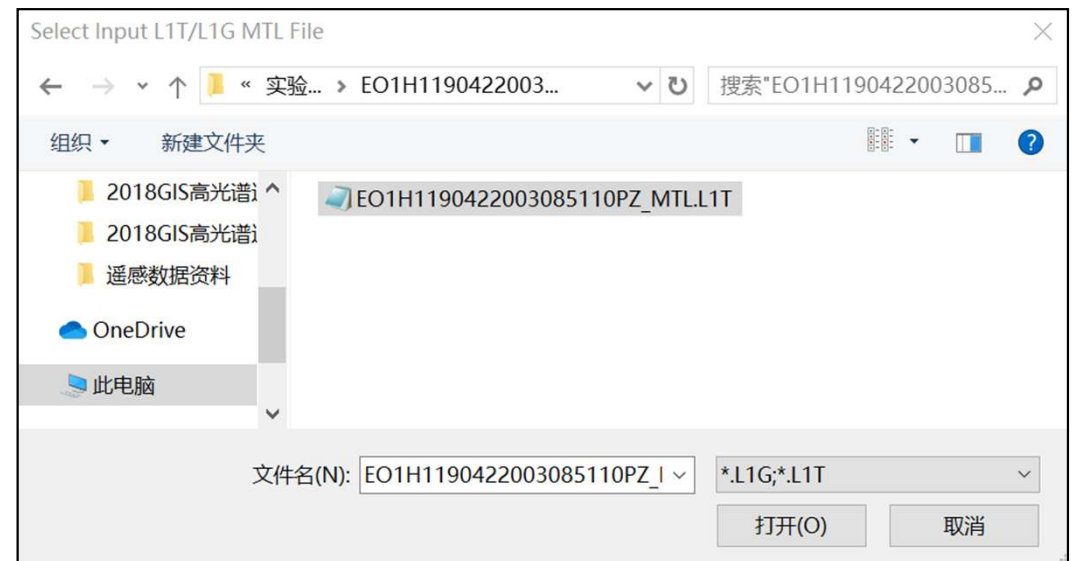 Select Input L1T/L1G MTL File
« 实验... › EO1H1190422003...
搜索"EO1H1190422003085...
组织
新建文件夹
2018GIS高光谱
2018GIS高光谱
遥感数据资料
OneDrive
此电脑
EO1H1190422003085110PZ_MTL.L1T
文件名(N):
EO1H1190422003085110PZ_
*.L1G;*.L1T
打开(O)
取消